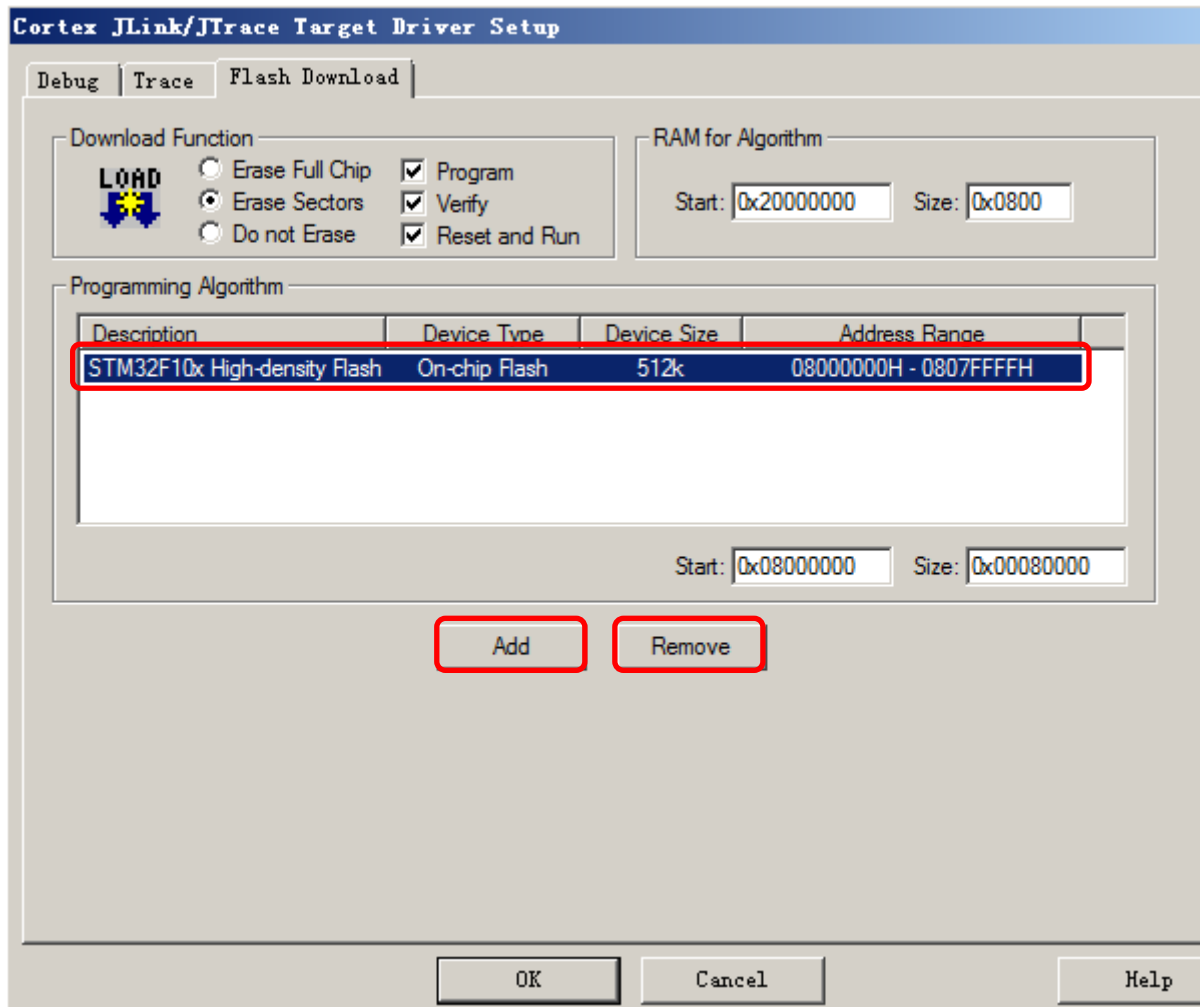 Cortex JLink/JTrace Target Driver Setup
Debug Trace Flash Download
Download Function
LOAD
Erase Full Chip Program
Erase Sectors Verify
Do not Erase Reset and Run
RAM for Algorithm
Start: 0x20000000 Size: 0x0800
Programming Algorithm
Description Device Type Device Size Address Range
STM32F10x High-density Flash On-chip Flash 512k 08000000H - 0807FFFFH
Start: 0x08000000 Size: 0x00080000
Add Remove
OK Cancel Help